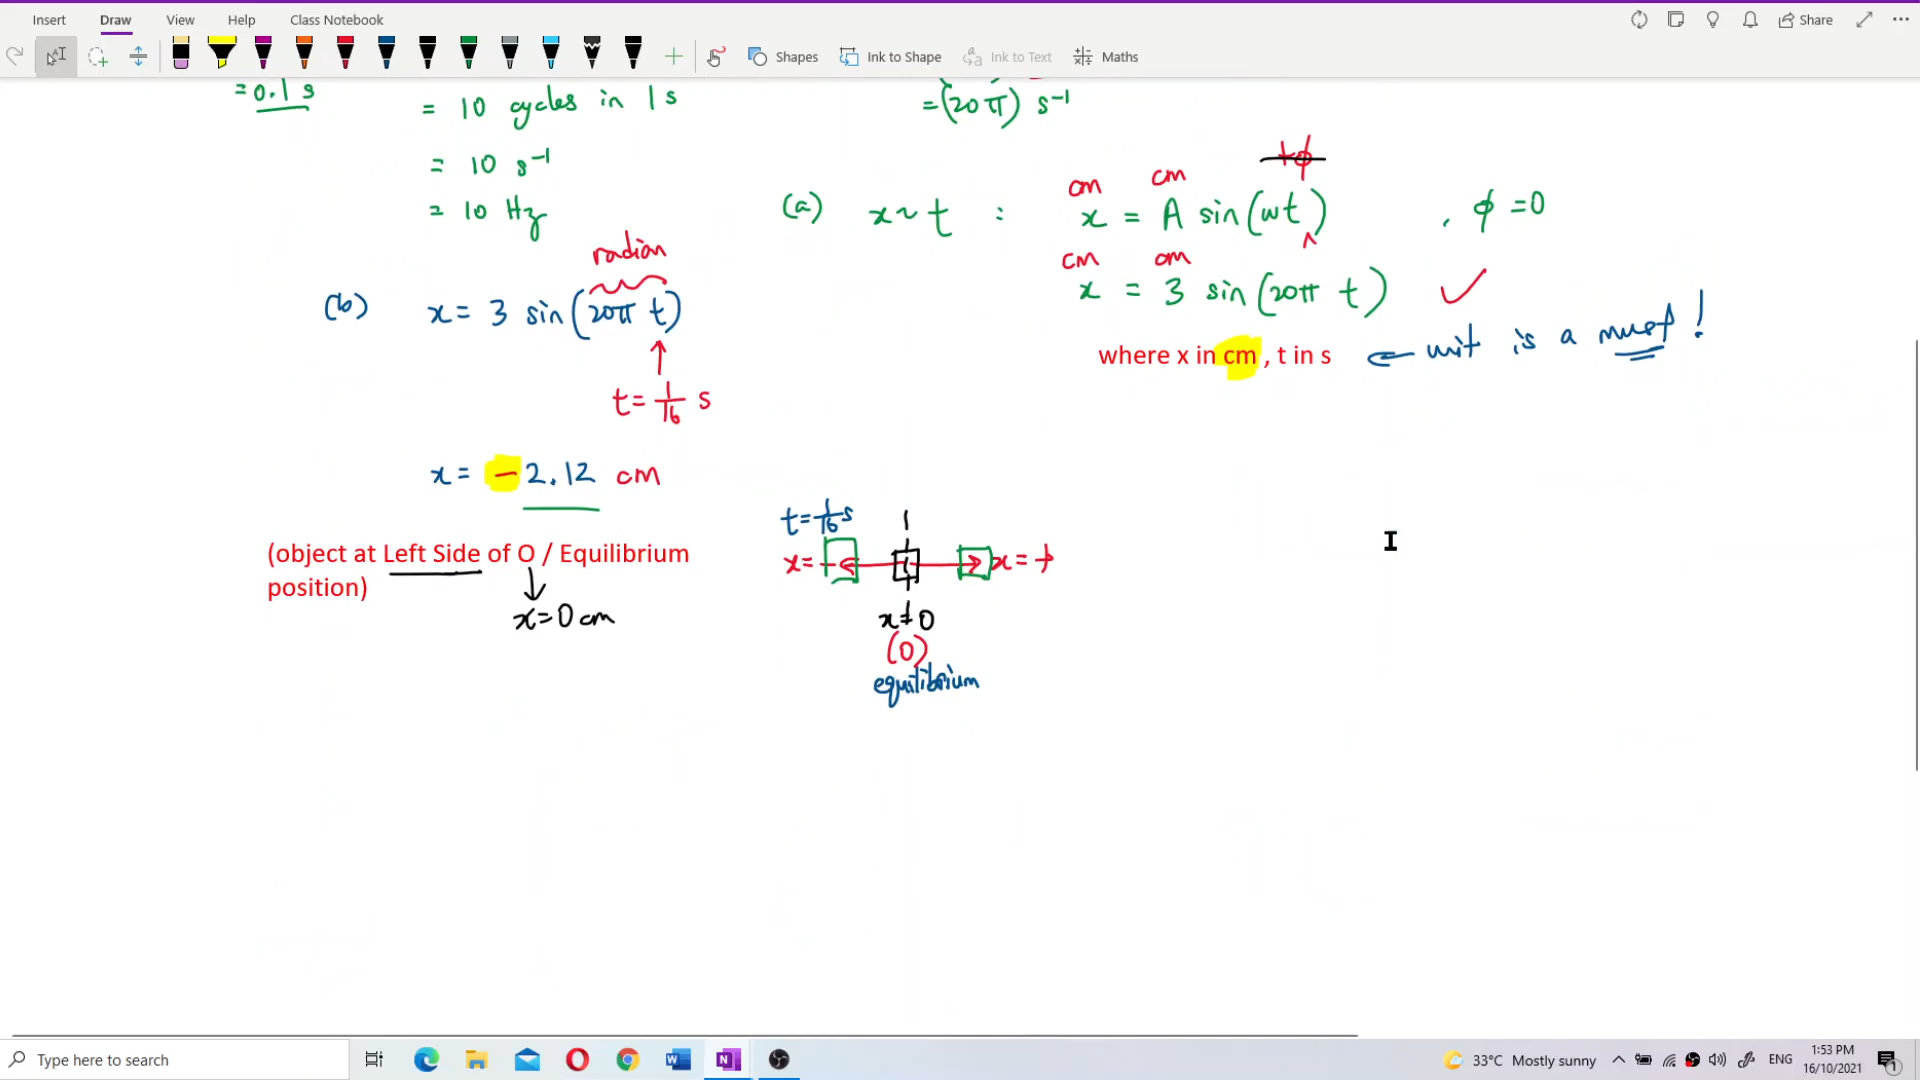 Insert Draw View Help Class Notebook
Share
Shapes Ink to Shape Ink to Text Maths
= 0.1 s
= 10 cycles in 1 s
= (20π) s⁻¹
= 10 s⁻¹
= 10 Hz
+ϕ
cm cm
(a) x ~ t : x = A sin(ωt) , ϕ = 0
^
radian
cm cm
(b) x = 3 sin(20π t)
x = 3 sin(20π t) ✓
where x in cm , t in s ← unit is a must !
t = 1/16 s
x = - 2.12 cm
t = 1/16 s
(object at Left Side of O / Equilibrium
position)
x = 0 cm
x = - x = +
x = 0
(O)
equilibrium
Type here to search
33°C Mostly sunny
ENG
1:53 PM
16/10/2021
1